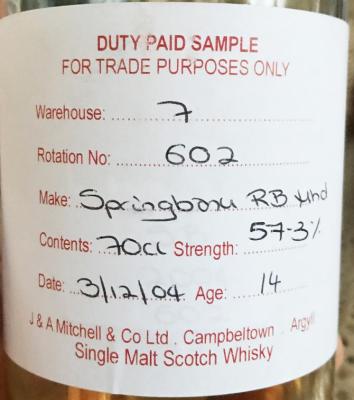 DUTY PAID SAMPLE
FOR TRADE PURPOSES ONLY
Warehouse: 7
Rotation No: 602
Make: Springbank RB Hhd
Contents: 70cl Strength: 57.3%
Date: 3/12/04 Age: 14
J & A Mitchell & Co Ltd . Campbeltown . Argyll
Single Malt Scotch Whisky